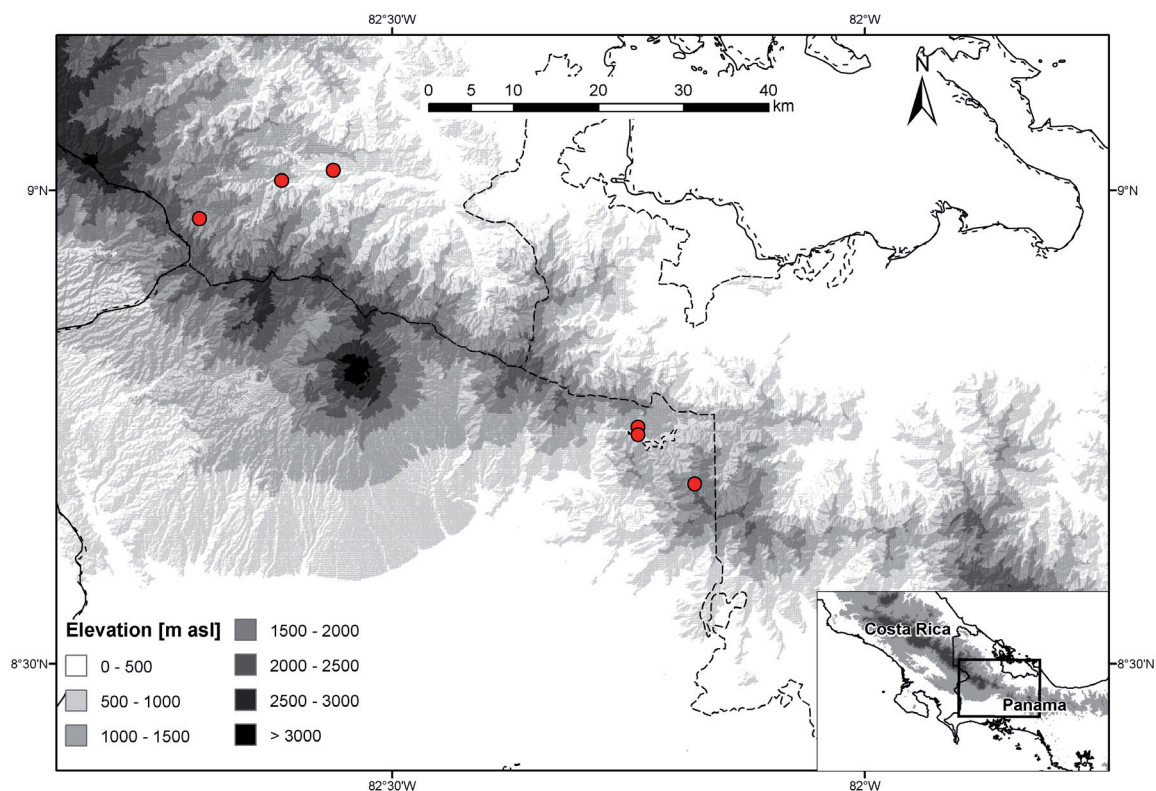 82°30'W 82°W
N
0 5 10 20 30 40
km
9°N 9°N
Elevation [m asl]
0 - 500
500 - 1000
1000 - 1500
1500 - 2000
2000 - 2500
2500 - 3000
> 3000
Costa Rica
Panama
8°30'N 8°30'N
82°30'W 82°W